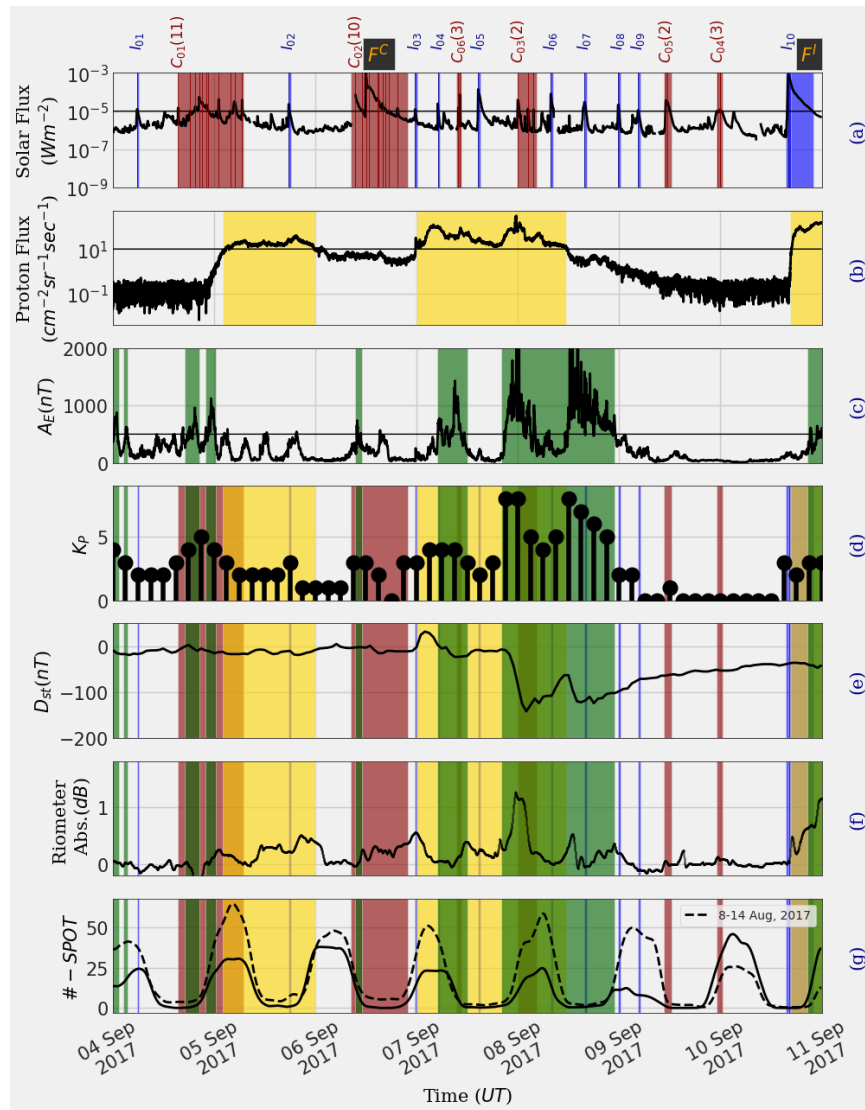 I01 C01(11) I02 C02(10) F^C I03 I04 C06(3) I05 C03(2) I06 I07 I08 I09 C05(2) C04(3) I10 F^I
10^−3
10^−5
10^−7
10^−9
Solar Flux
(Wm^−2)
(a)
10^1
10^−1
Proton Flux
(cm^−2 sr^−1 sec^−1)
(b)
2000
1000
0
A_E(nT)
(c)
5
0
K_P
(d)
0
−100
−200
D_st(nT)
(e)
1
0
Riometer
Abs.(dB)
(f)
50
25
0
# − SPOT
8-14 Aug, 2017
(g)
04 Sep
2017
05 Sep
2017
06 Sep
2017
07 Sep
2017
08 Sep
2017
09 Sep
2017
10 Sep
2017
11 Sep
2017
Time (UT)